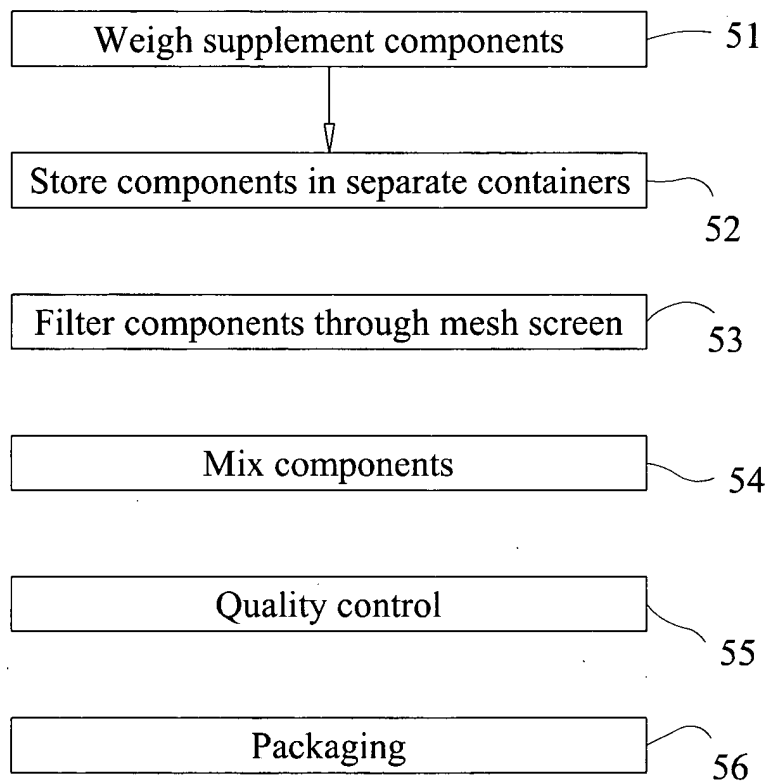 Weigh supplement components 51
Store components in separate containers 52
Filter components through mesh screen 53
Mix components 54
Quality control 55
Packaging 56